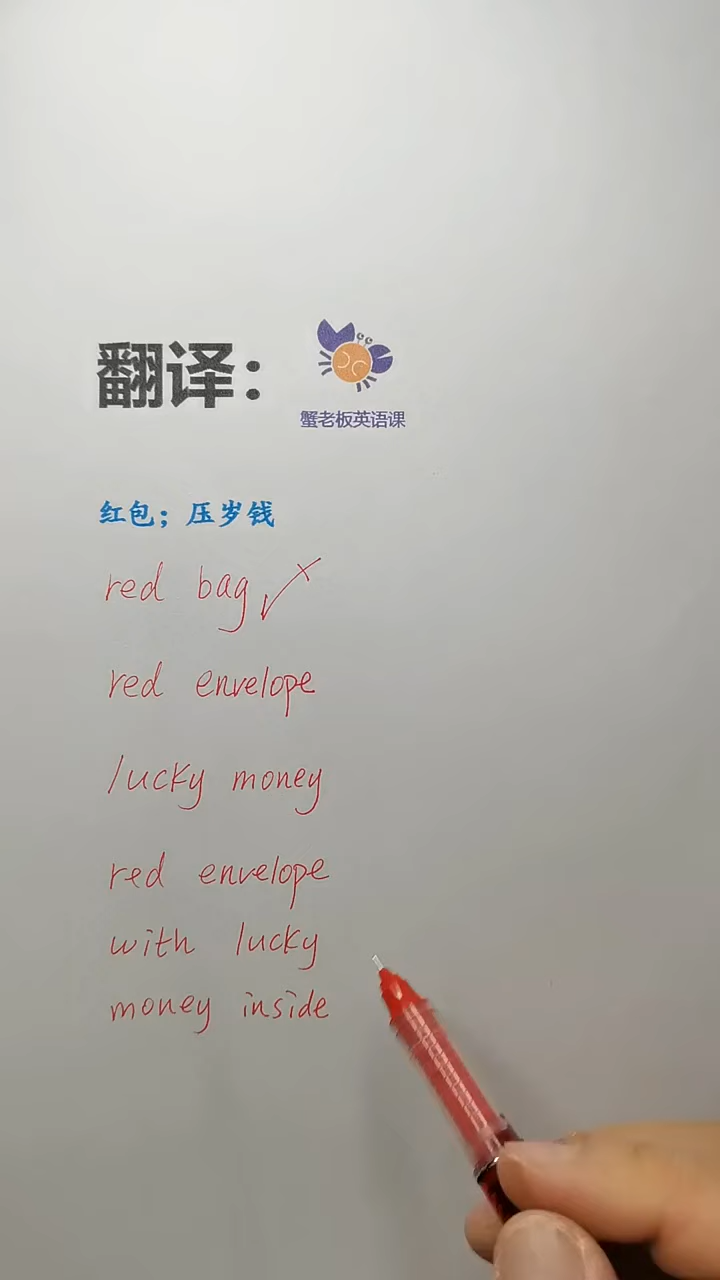 翻译:
蟹老板英语课
红包；压岁钱
red bag
red envelope
lucky money
red envelope
with lucky
money inside